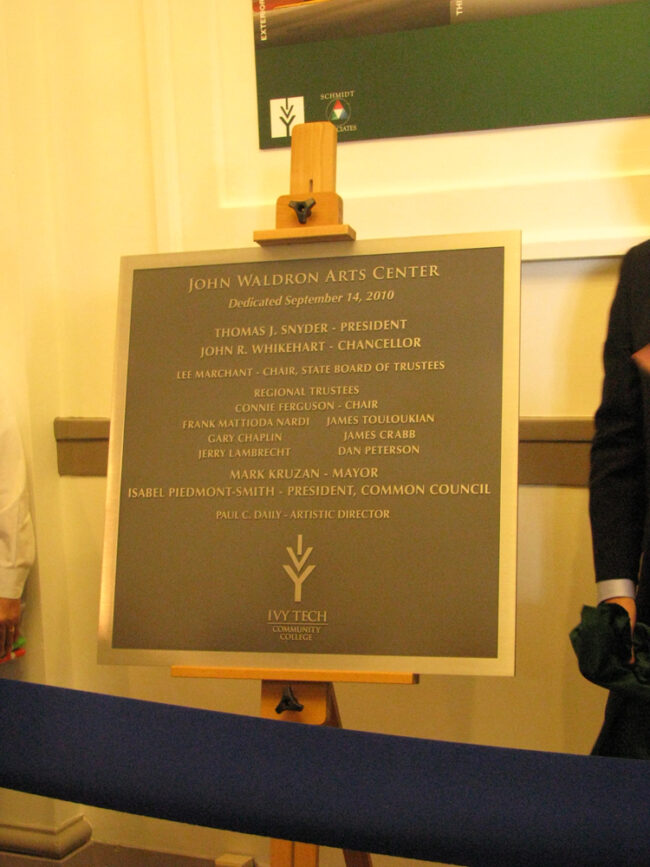 EXTERIOR
TH
SCHMIDT
CIATES
JOHN WALDRON ARTS CENTER
Dedicated September 14, 2010
THOMAS J. SNYDER - PRESIDENT
JOHN R. WHIKEHART - CHANCELLOR
LEE MARCHANT - CHAIR, STATE BOARD OF TRUSTEES
REGIONAL TRUSTEES
CONNIE FERGUSON - CHAIR
FRANK MATTIODA NARDI JAMES TOULOUKIAN
GARY CHAPLIN JAMES CRABB
JERRY LAMBRECHT DAN PETERSON
MARK KRUZAN - MAYOR
ISABEL PIEDMONT-SMITH - PRESIDENT, COMMON COUNCIL
PAUL C. DAILY - ARTISTIC DIRECTOR
IVY TECH
COMMUNITY
COLLEGE